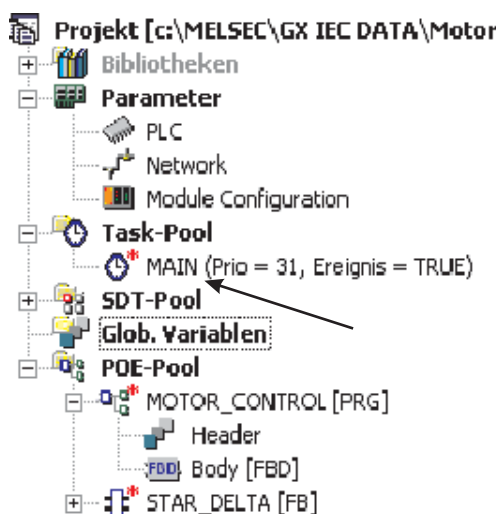 Projekt [c:\MELSEC\GX IEC DATA\Motor
Bibliotheken
Parameter
PLC
Network
Module Configuration
Task-Pool
MAIN (Prio = 31, Ereignis = TRUE)
SDT-Pool
Glob. Variablen
POE-Pool
MOTOR_CONTROL [PRG]
Header
FBD Body [FBD]
STAR_DELTA [FB]